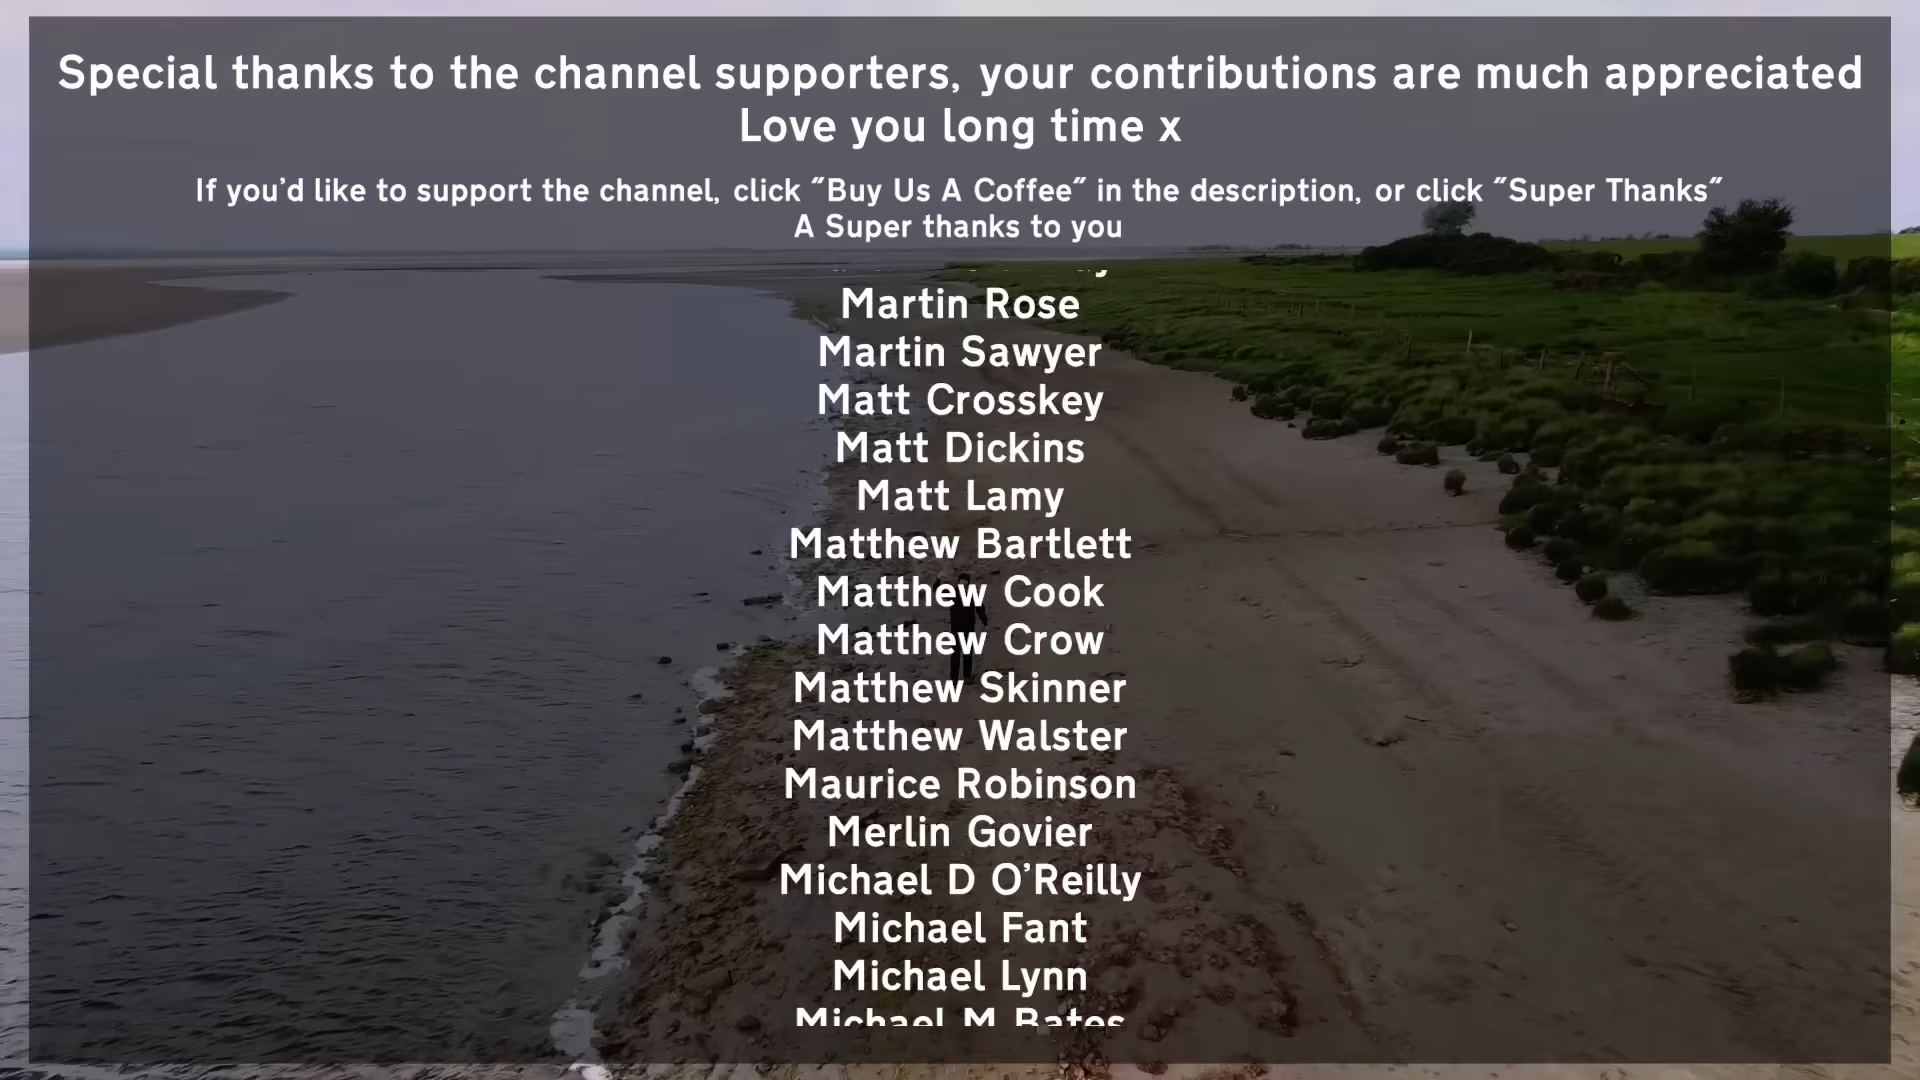 Special thanks to the channel supporters, your contributions are much appreciated
Love you long time x
If you'd like to support the channel, click "Buy Us A Coffee" in the description, or click "Super Thanks"
A Super thanks to you
Martin Rose
Martin Sawyer
Matt Crosskey
Matt Dickins
Matt Lamy
Matthew Bartlett
Matthew Cook
Matthew Crow
Matthew Skinner
Matthew Walster
Maurice Robinson
Merlin Govier
Michael D O'Reilly
Michael Fant
Michael Lynn
Michael M Bates